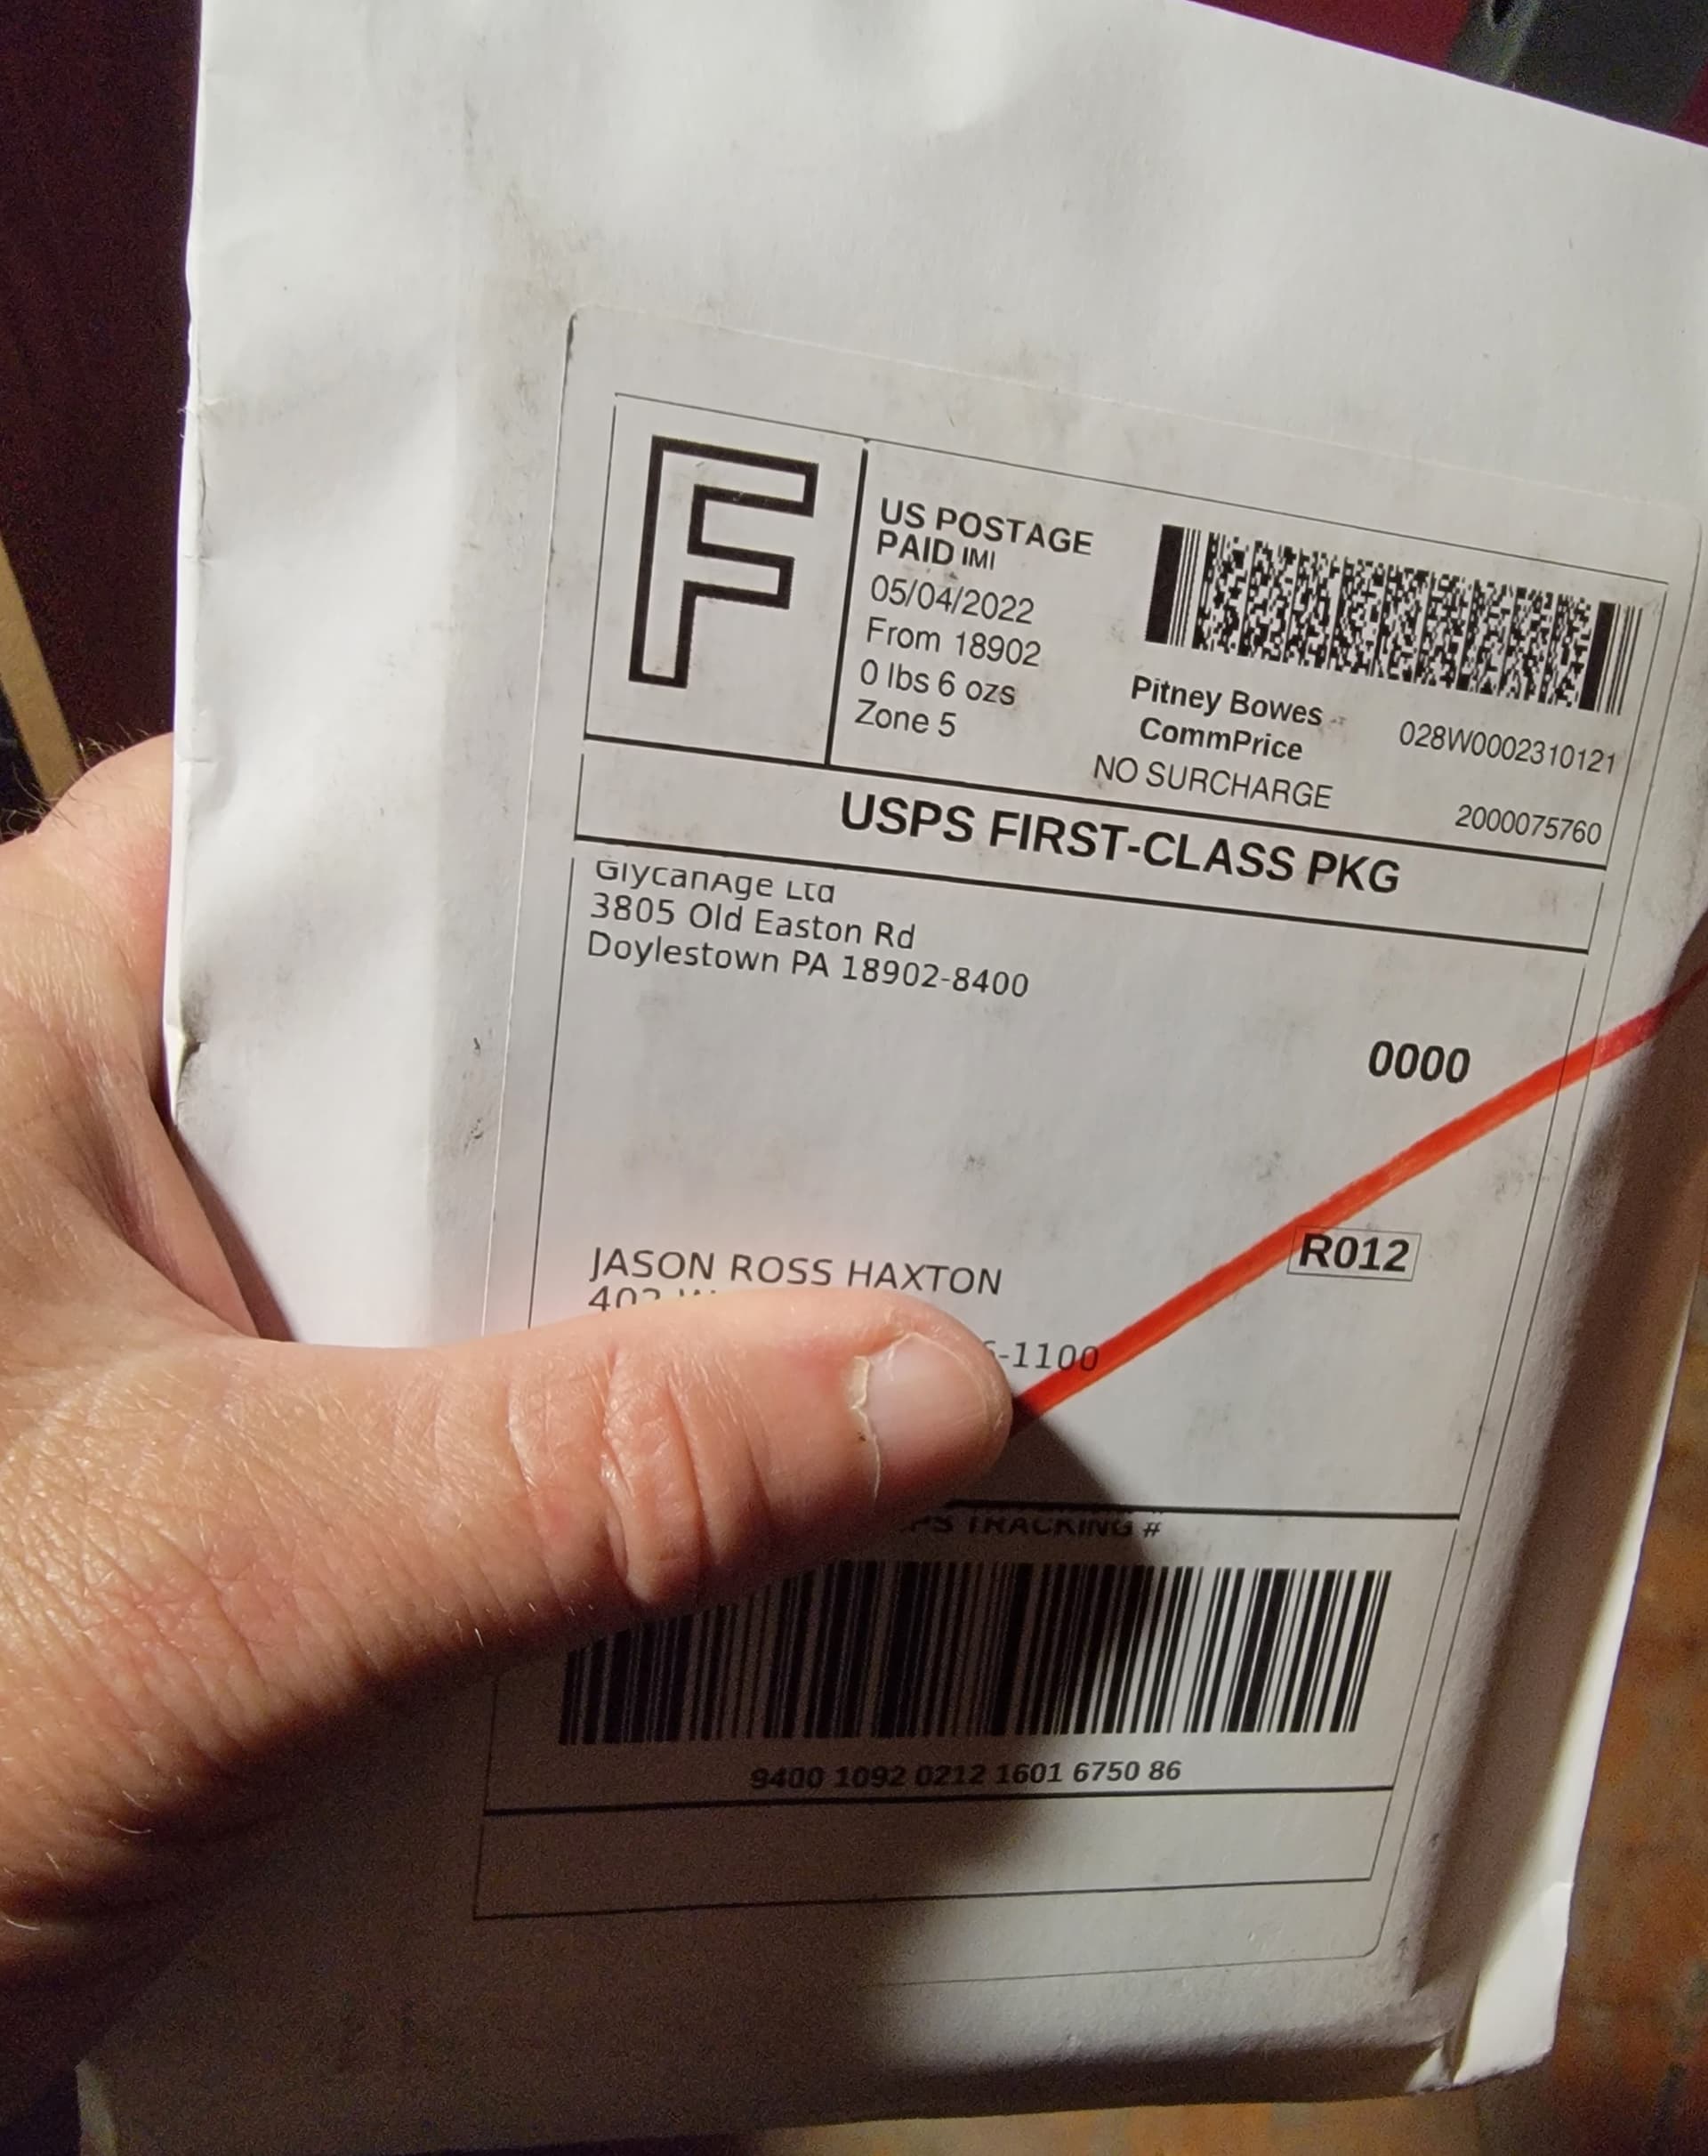 F
US POSTAGE
PAID IMI
05/04/2022
From 18902
0 lbs 6 ozs
Zone 5
Pitney Bowes
CommPrice
NO SURCHARGE
028W0002310121
2000075760
USPS FIRST-CLASS PKG
GlycanAge Ltd
3805 Old Easton Rd
Doylestown PA 18902-8400
0000
R012
JASON ROSS HAXTON
-1100
TRACKING #
9400 1092 0212 1601 6750 86